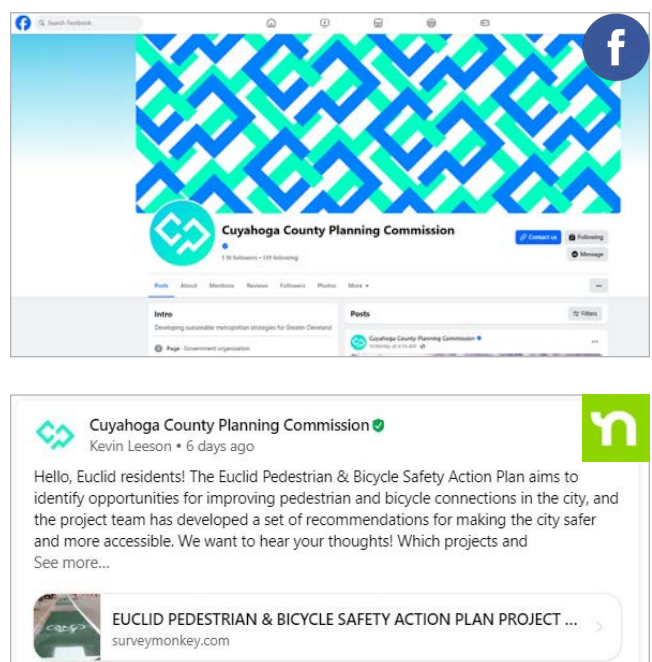 Search Facebook
Cuyahoga County Planning Commission
1.1K followers • 139 following
Contact us
Following
Message
Posts About Mentions Reviews Followers Photos More
Intro
Developing sustainable metropolitan strategies for Greater Cleveland
Page · Government organization
Posts
Filters
Cuyahoga County Planning Commission
Cuyahoga County Planning Commission
Kevin Leeson • 6 days ago
Hello, Euclid residents! The Euclid Pedestrian & Bicycle Safety Action Plan aims to
identify opportunities for improving pedestrian and bicycle connections in the city, and
the project team has developed a set of recommendations for making the city safer
and more accessible. We want to hear your thoughts! Which projects and
See more...
EUCLID PEDESTRIAN & BICYCLE SAFETY ACTION PLAN PROJECT ...
surveymonkey.com